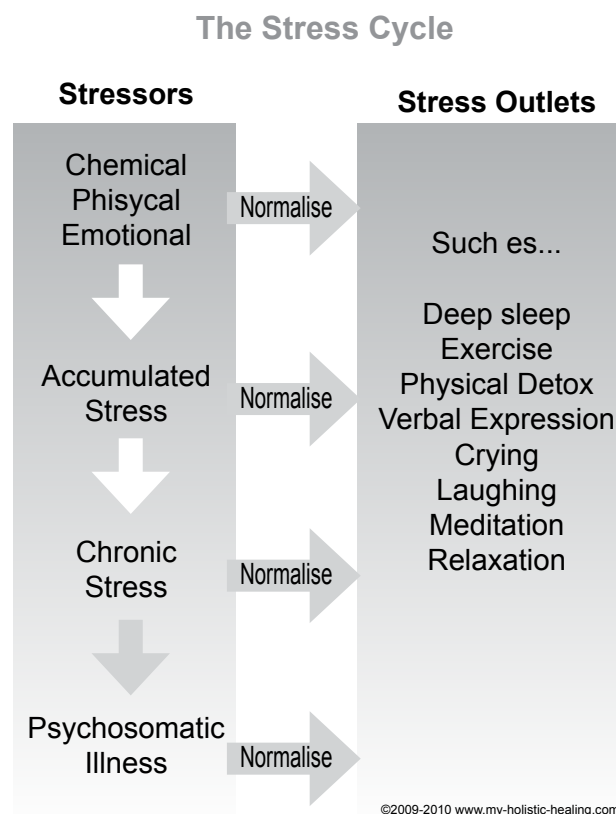 The Stress Cycle
Stressors
Chemical
Phisycal
Emotional
Accumulated
Stress
Chronic
Stress
Psychosomatic
Illness
Normalise
Normalise
Normalise
Normalise
Stress Outlets
Such es...
Deep sleep
Exercise
Physical Detox
Verbal Expression
Crying
Laughing
Meditation
Relaxation
©2009-2010 www.my-holistic-healing.com